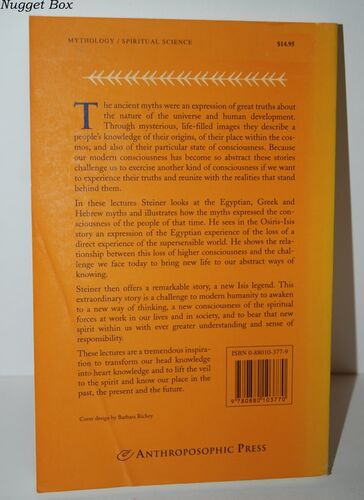 Nugget Box
MYTHOLOGY / SPIRITUAL SCIENCE
$14.95
The ancient myths were an expression of great truths about
the nature of the universe and human development.
Through mysterious, life-filled images they describe a
people's knowledge of their origins, of their place within the cos-
mos, and also of their particular state of consciousness. Because
our modern consciousness has become so abstract these stories
challenge us to exercise another kind of consciousness if we want
to experience their truths and reunite with the realities that stand
behind them.
In these lectures Steiner looks at the Egyptian, Greek and
Hebrew myths and illustrates how the myths expressed the con-
sciousness of the people of that time. He sees in the Osiris-Isis
story an expression of the Egyptian experience of the loss of a
direct experience of the supersensible world. He shows the rela-
tionship between this loss of higher consciousness and the chal-
lenge we face today to bring new life to our abstract ways of
knowing.
Steiner then offers a remarkable story, a new Isis legend. This
extraordinary story is a challenge to modern humanity to awaken
to a new way of thinking, a new consciousness of the spiritual
forces at work in our lives and in society, and to bear that new
spirit within us with ever greater understanding and sense of
responsibility.
These lectures are a tremendous inspira-
tion to transform our head knowledge
into heart knowledge and to lift the veil
to the spirit and know our place in the
past, the present and the future.
ISBN 0-88010-377-9
9 780880 103770
Cover design by Barbara Richey
ANTHROPOSOPHIC PRESS